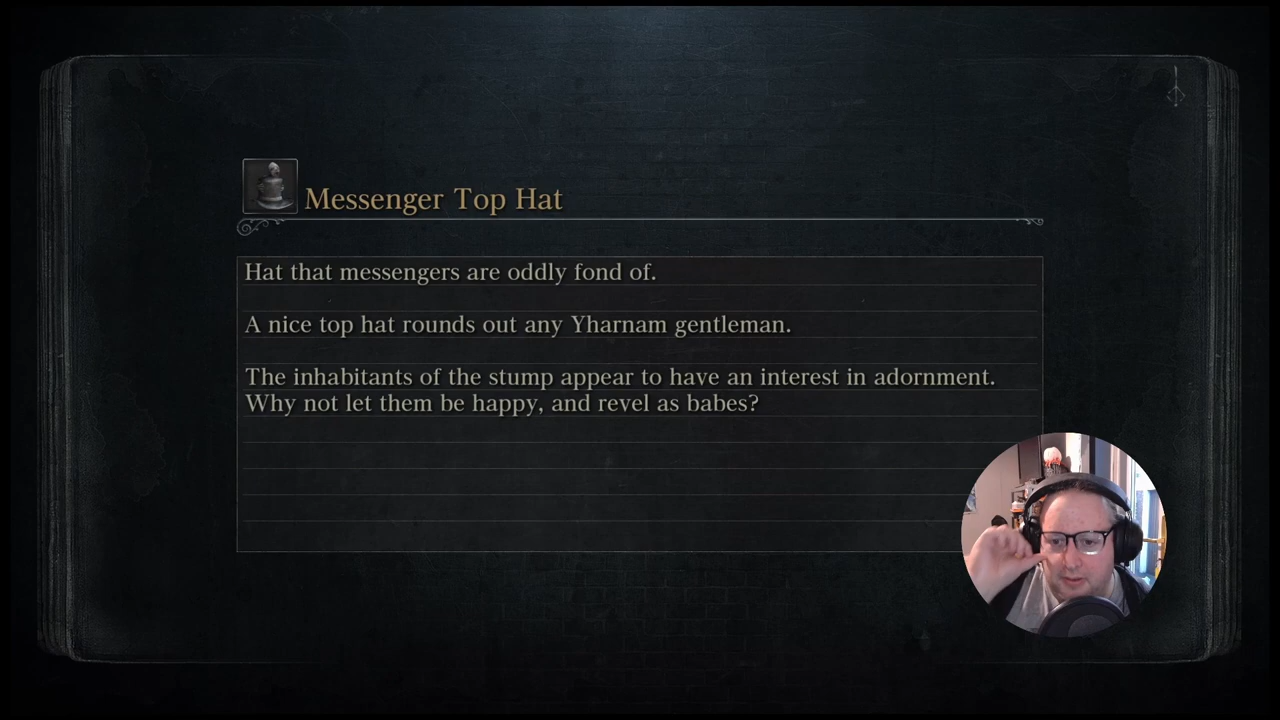 Messenger Top Hat
Hat that messengers are oddly fond of.
A nice top hat rounds out any Yharnam gentleman.
The inhabitants of the stump appear to have an interest in adornment.
Why not let them be happy, and revel as babes?